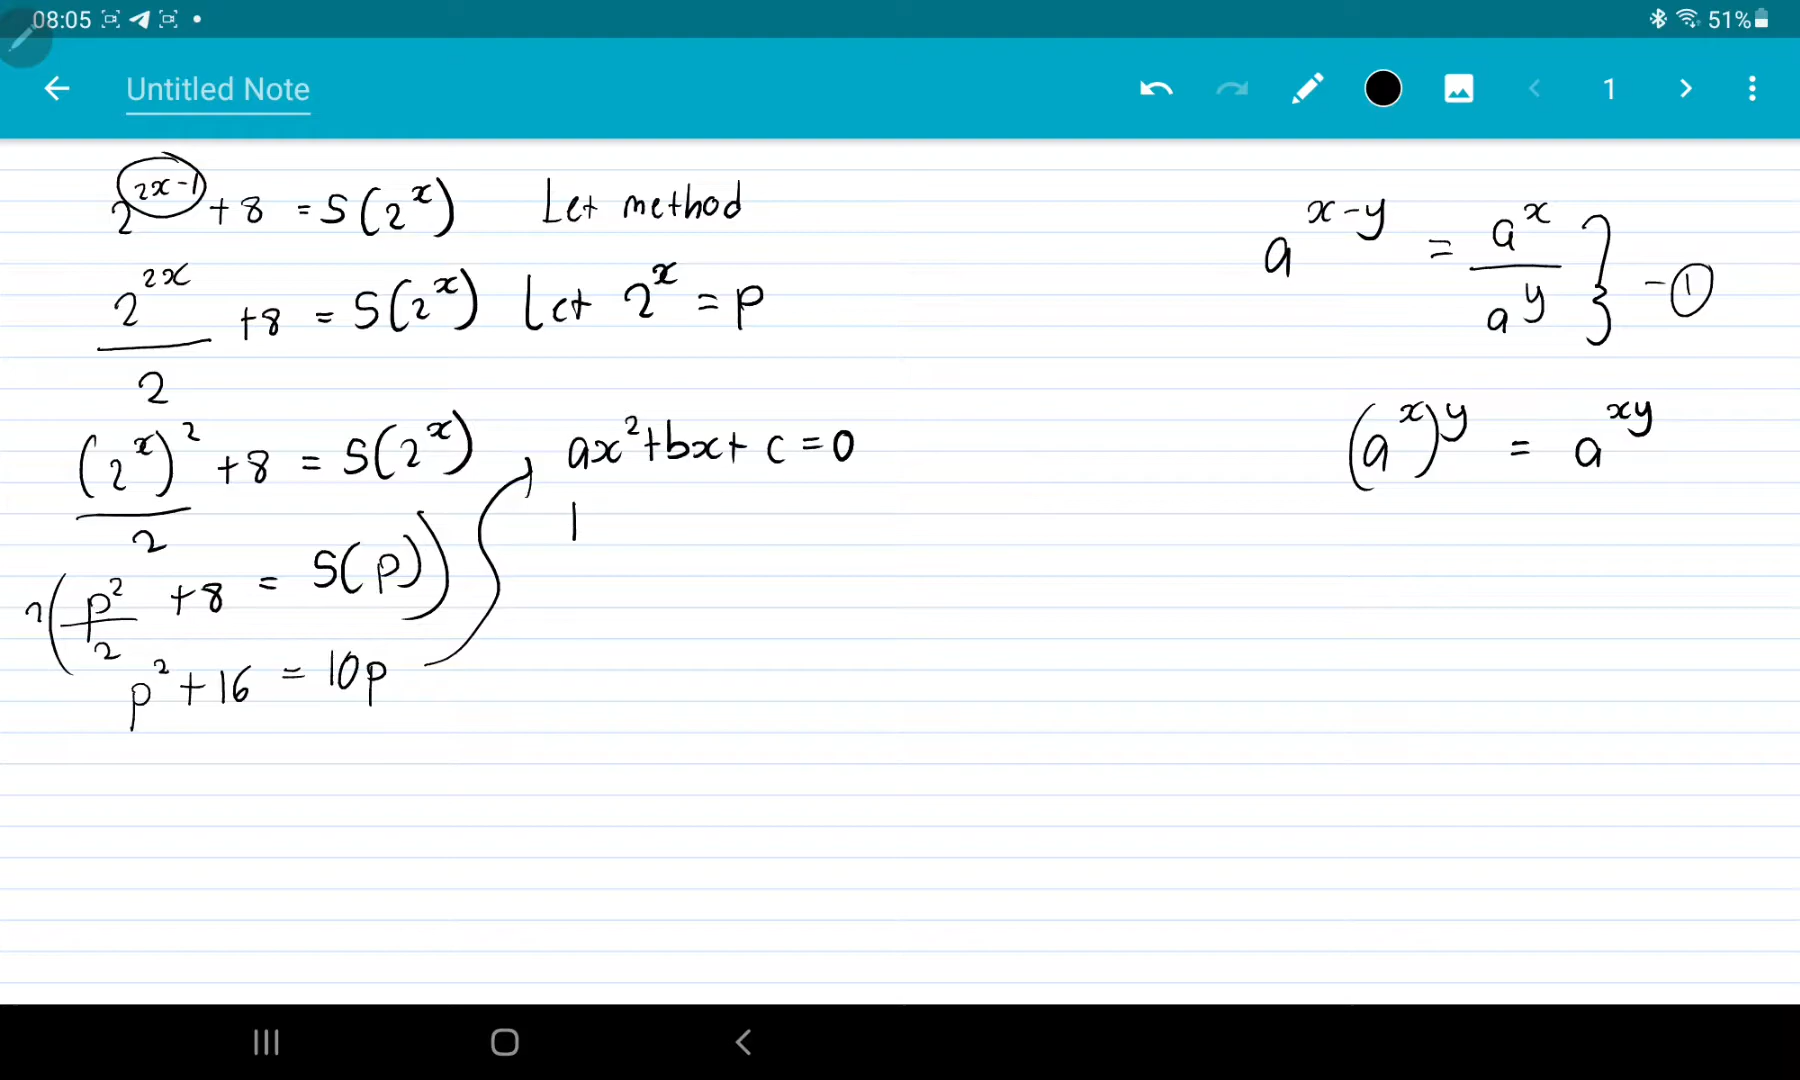 08:05 51%
Untitled Note 1
2^(2x-1) + 8 = 5(2^x) Let method
2^(2x)/2 + 8 = 5(2^x) Let 2^x = p
(2^x)^2/2 + 8 = 5(2^x) ax^2+bx+c=0
2(p^2/2 + 8 = 5(p))
p^2+16 = 10p
a^(x-y) = a^x/a^y } -①
(a^x)^y = a^(xy)